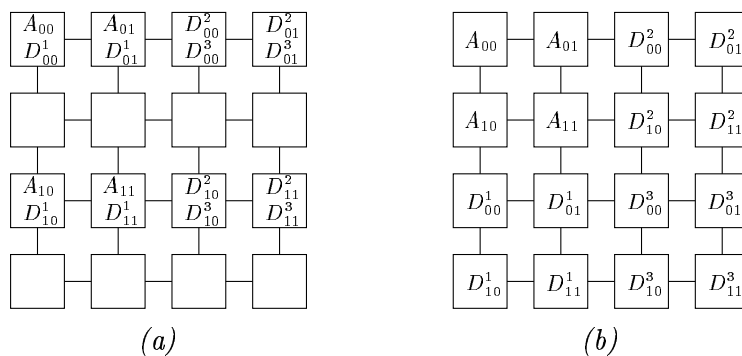 A₀₀ A₀₁ D²₀₀ D²₀₁
D¹₀₀ D¹₀₁ D³₀₀ D³₀₁
A₁₀ A₁₁ D²₁₀ D²₁₁
D¹₁₀ D¹₁₁ D³₁₀ D³₁₁
(a)
A₀₀ A₀₁ D²₀₀ D²₀₁
A₁₀ A₁₁ D²₁₀ D²₁₁
D¹₀₀ D¹₀₁ D³₀₀ D³₀₁
D¹₁₀ D¹₁₁ D³₁₀ D³₁₁
(b)